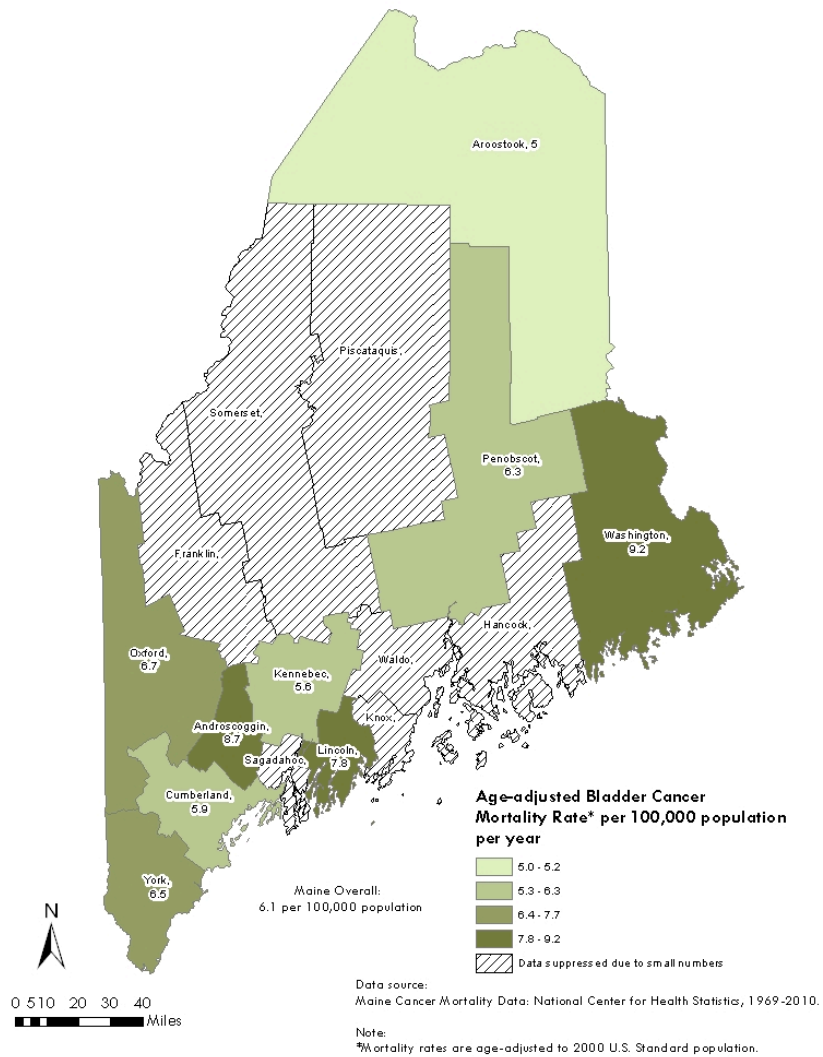 Aroostook, 5
Piscataquis,
Somerset,
Penobscot,
6.3
Washington,
9.2
Franklin,
Hancock,
Oxford,
6.7
Waldo,
Kennebec,
5.6
Knox,
Androscoggin
8.7
Lincoln,
7.8
Sagadahoc,
Cumberland,
5.9
York,
6.5
Maine Overall:
6.1 per 100,000 population
Age-adjusted Bladder Cancer
Mortality Rate* per 100,000 population
per year
5.0 - 5.2
5.3 - 6.3
6.4 - 7.7
7.8 - 9.2
Data suppressed due to small numbers
N
0 5 10 20 30 40
Miles
Data source:
Maine Cancer Mortality Data: National Center for Health Statistics, 1969-2010.
Note:
*Mortality rates are age-adjusted to 2000 U.S. Standard population.